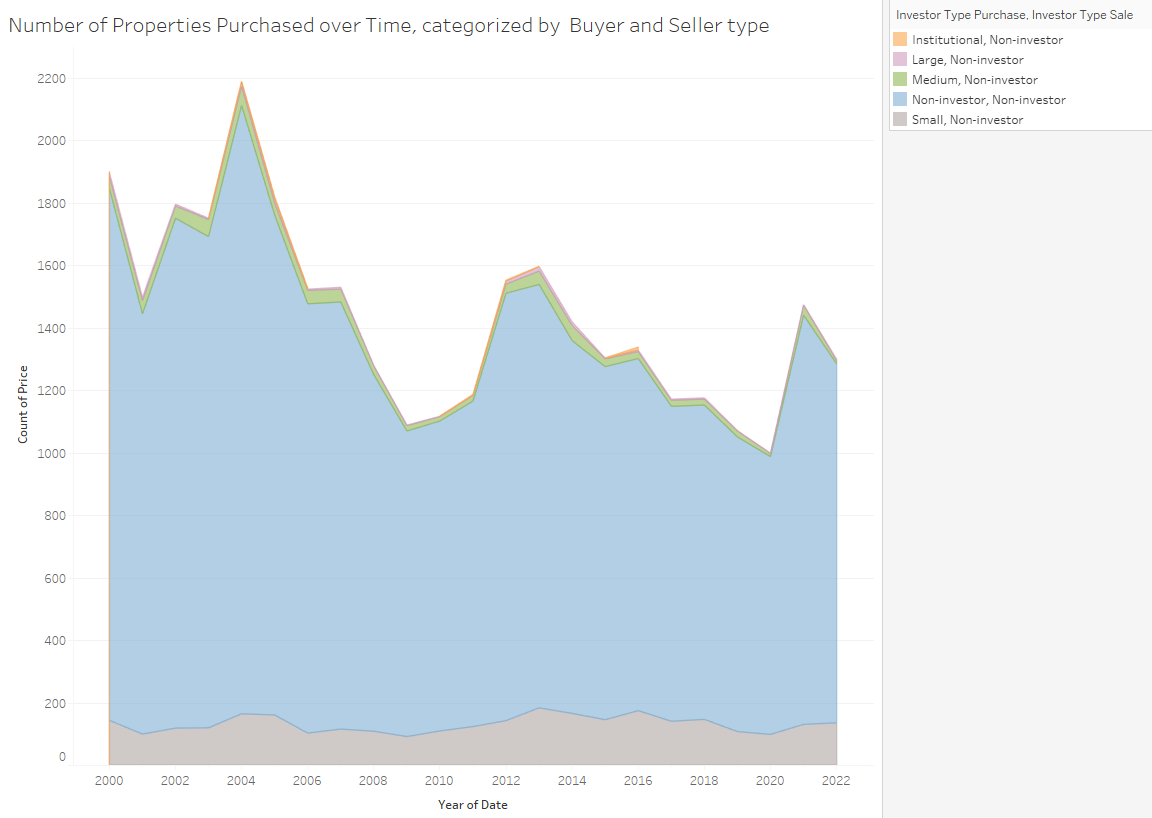 Number of Properties Purchased over Time, categorized by  Buyer and Seller type
Investor Type Purchase, Investor Type Sale
Institutional, Non-investor
Large, Non-investor
Medium, Non-investor
Non-investor, Non-investor
Small, Non-investor
2200
2000
1800
1600
1400
1200
1000
800
600
400
200
0
Count of Price
2000 2002 2004 2006 2008 2010 2012 2014 2016 2018 2020 2022
Year of Date